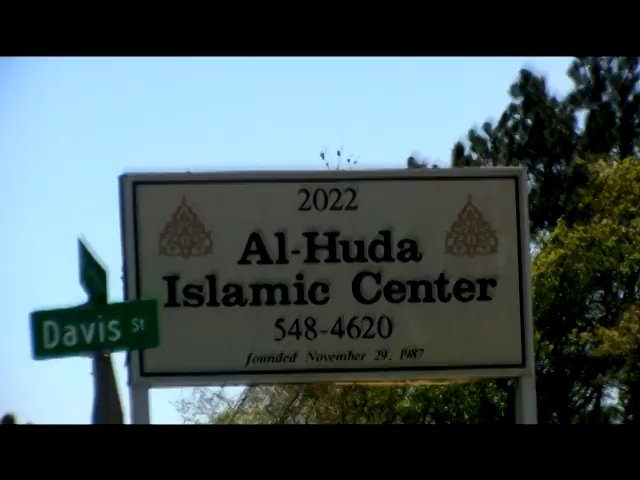 2022
Al-Huda
Islamic Center
548-4620
founded November 29, 1987
Davis St